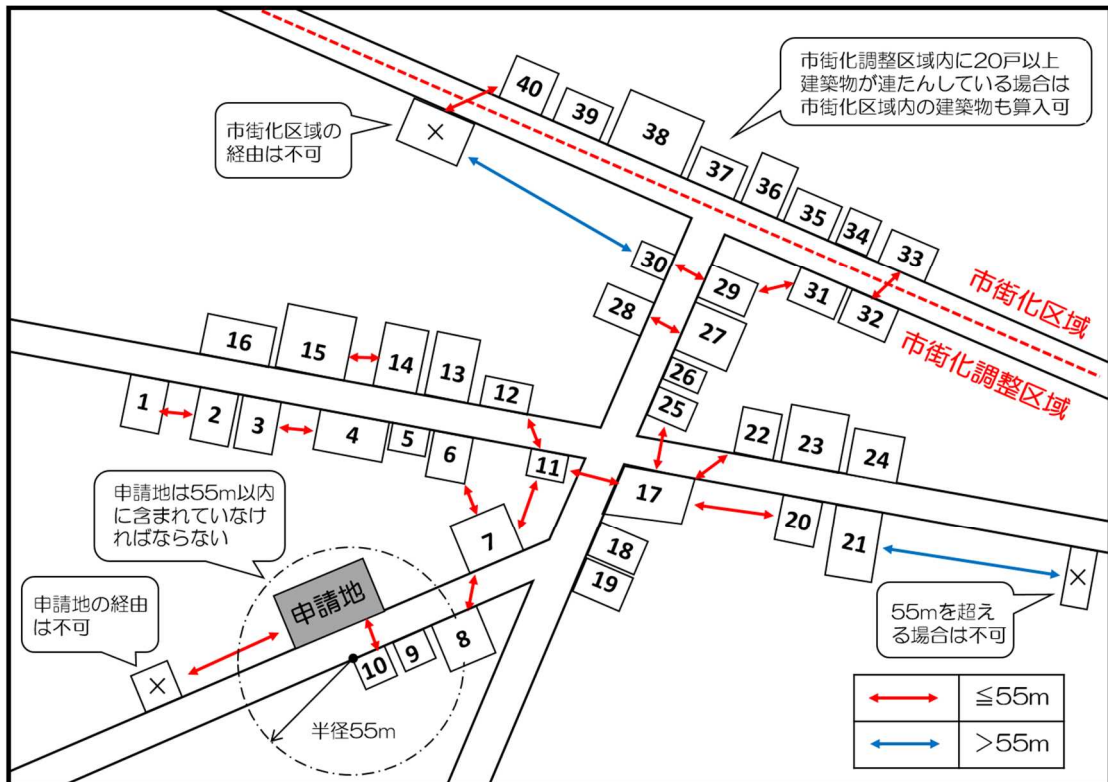 市街化調整区域内に20戸以上
建築物が連たんしている場合は
市街化区域内の建築物も算入可
40
39
38
37
36
35
34
33
×
市街化区域の
経由は不可
市街化区域
市街化調整区域
30
29
31
32
28
27
26
25
16
15
14
13
12
1
2
3
4
5
6
11
22
23
24
17
20
21
18
19
7
申請地は55m以内
に含まれていなけ
ればならない
申請地の経由
は不可
×
申請地
8
9
10
半径55m
×
55mを超え
る場合は不可
≦55m
>55m